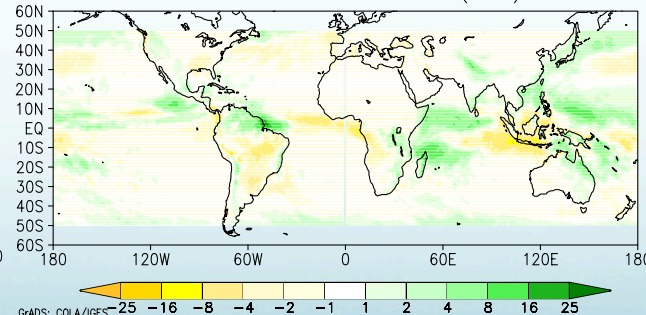 60N
50N
40N
30N
20N
10N
EQ
10S
20S
30S
40S
50S
60S
180 120W 60W 0 60E 120E 180
-25 -16 -8 -4 -2 -1 1 2 4 8 16 25
GrADS: COLA/IGES